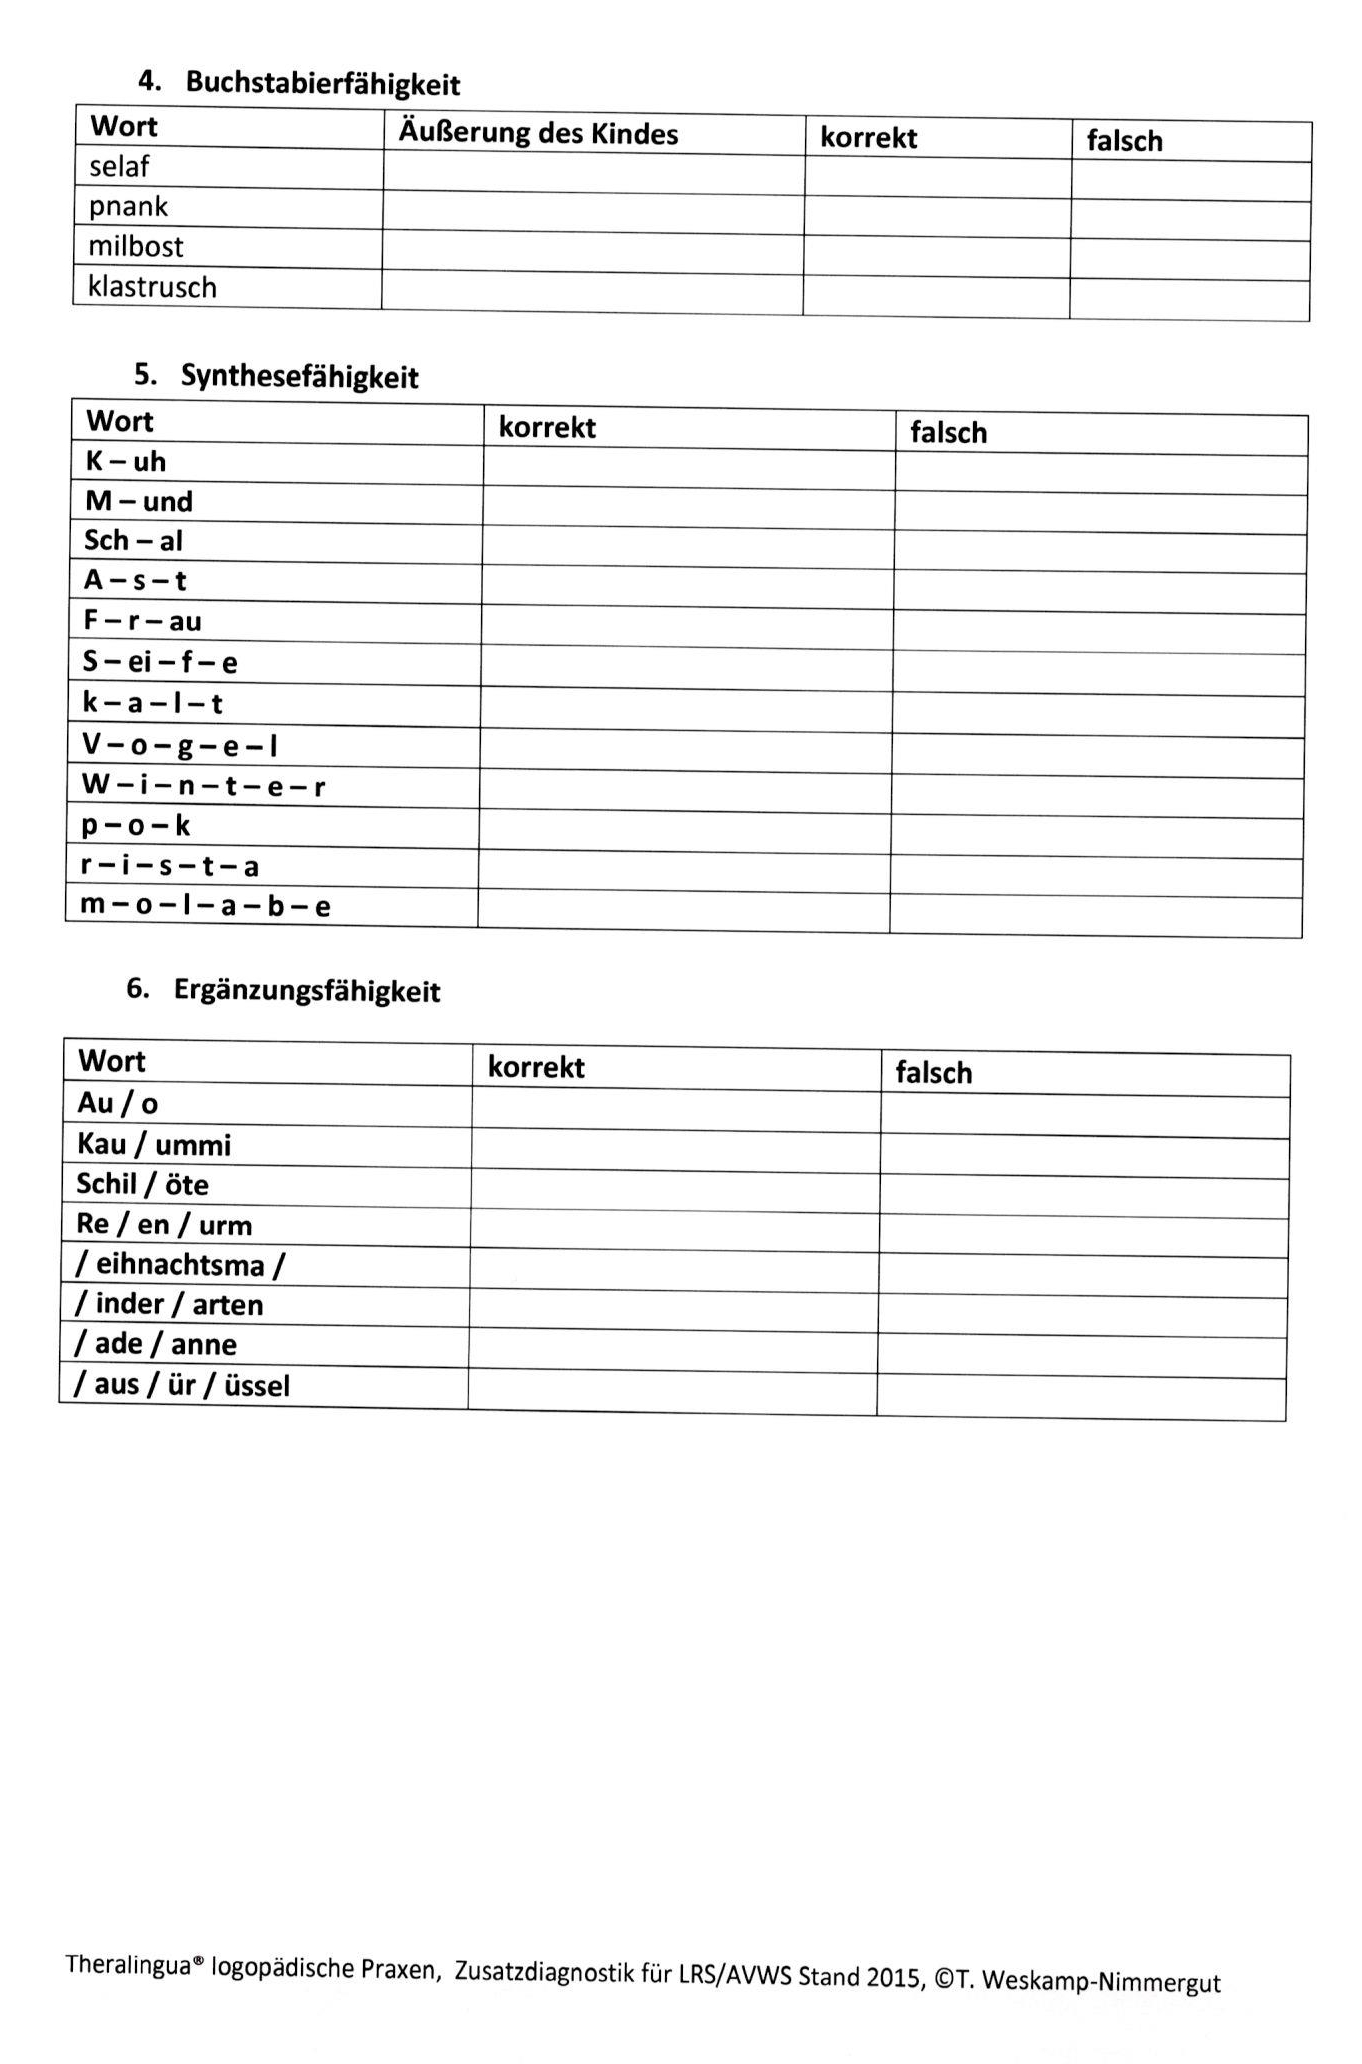 4. Buchstabierfähigkeit
Wort Äußerung des Kindes korrekt falsch
selaf
pnank
milbost
klastrusch
5. Synthesefähigkeit
Wort korrekt falsch
K – uh
M – und
Sch – al
A – s – t
F – r – au
S – ei – f – e
k – a – l – t
V – o – g – e – l
W – i – n – t – e – r
p – o – k
r – i – s – t – a
m – o – l – a – b – e
6. Ergänzungsfähigkeit
Wort korrekt falsch
Au / o
Kau / ummi
Schil / öte
Re / en / urm
/ eihnachtsma /
/ inder / arten
/ ade / anne
/ aus / ür / üssel
Theralingua® logopädische Praxen, Zusatzdiagnostik für LRS/AVWS Stand 2015, ©T. Weskamp-Nimmergut